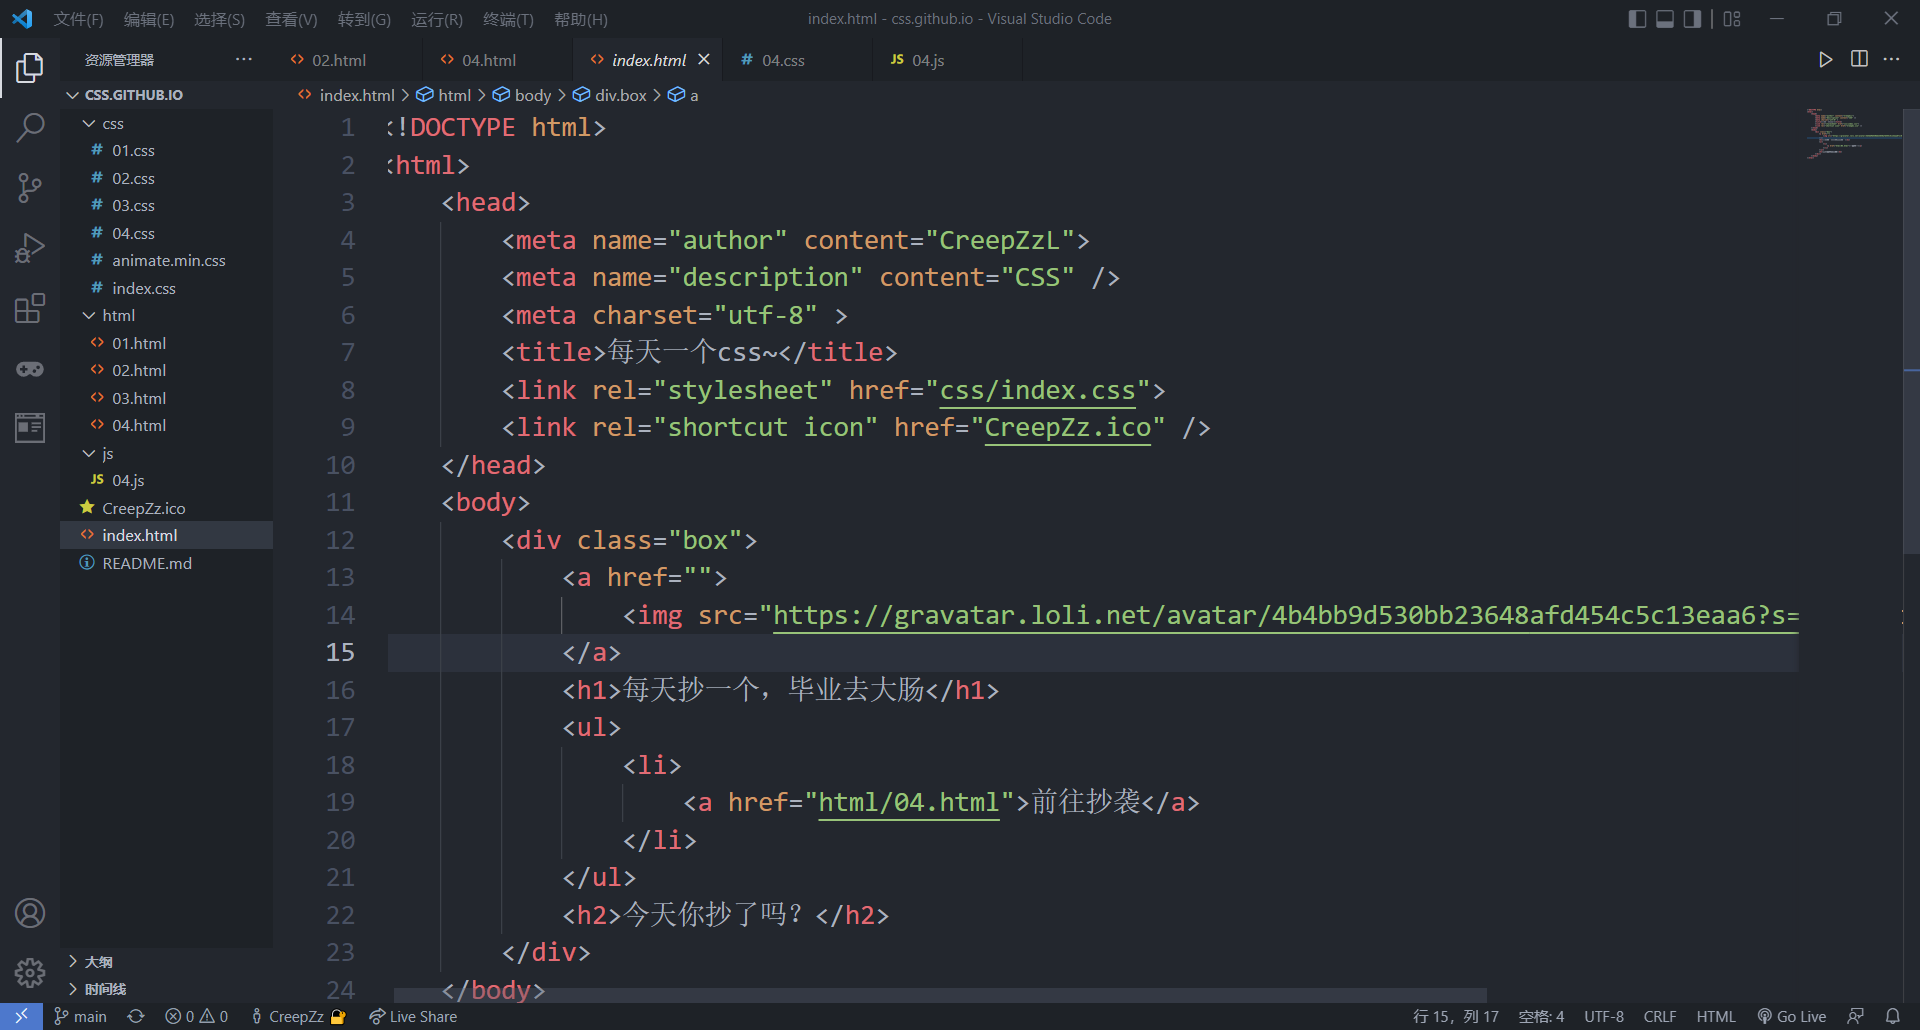 文件(F) 编辑(E) 选择(S) 查看(V) 转到(G) 运行(R) 终端(T) 帮助(H) index.html - css.github.io - Visual Studio Code
资源管理器 ··· 02.html 04.html index.html 04.css JS 04.js
CSS.GITHUB.IO
index.html > html > body > div.box > a
css
# 01.css
# 02.css
# 03.css
# 04.css
# animate.min.css
# index.css
html
01.html
02.html
03.html
04.html
js
JS 04.js
CreepZz.ico
index.html
README.md
大纲
时间线
1 <!DOCTYPE html>
2 <html>
3 <head>
4 <meta name="author" content="CreepZzL">
5 <meta name="description" content="CSS" />
6 <meta charset="utf-8" >
7 <title>每天一个css~</title>
8 <link rel="stylesheet" href="css/index.css">
9 <link rel="shortcut icon" href="CreepZz.ico" />
10 </head>
11 <body>
12 <div class="box">
13 <a href="">
14 <img src="https://gravatar.loli.net/avatar/4b4bb9d530bb23648afd454c5c13eaa6?s=
15 </a>
16 <h1>每天抄一个，毕业去大肠</h1>
17 <ul>
18 <li>
19 <a href="html/04.html">前往抄袭</a>
20 </li>
21 </ul>
22 <h2>今天你抄了吗？</h2>
23 </div>
24 </body>
main 0 0 CreepZz Live Share 行 15，列 17 空格: 4 UTF-8 CRLF HTML Go Live